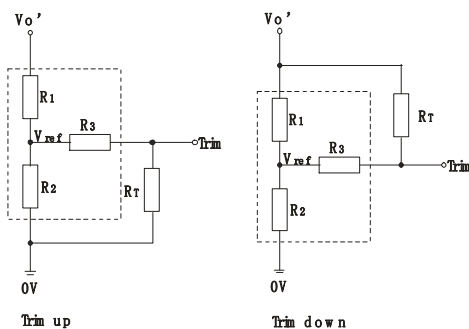 Vo'
R1
R3
Vref
Trim
R2
RT
0V
Trim up
Vo'
R1
RT
Vref
R3
Trim
R2
0V
Trim down